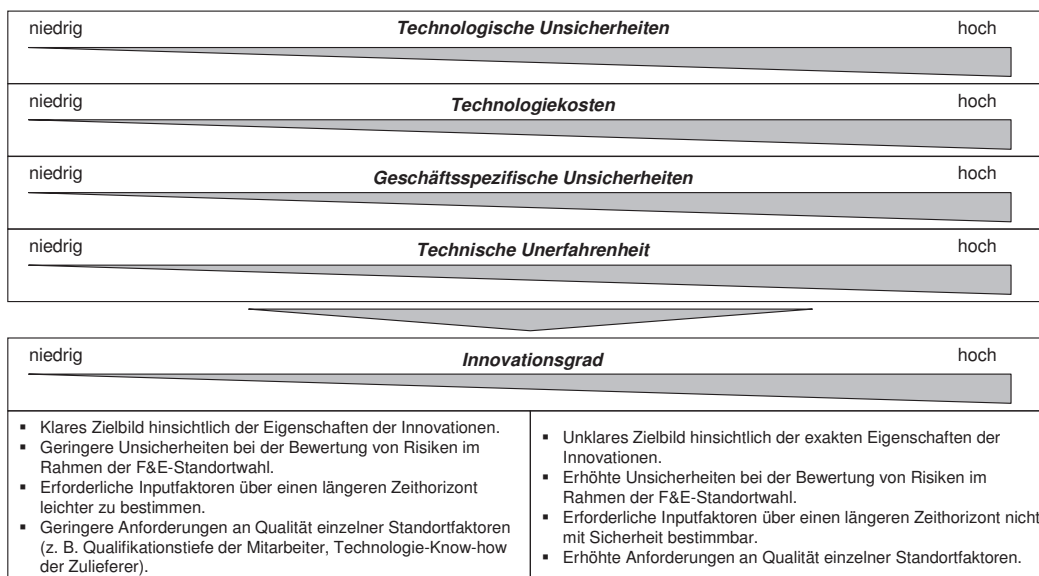 niedrig Technologische Unsicherheiten hoch
niedrig Technologiekosten hoch
niedrig Geschäftsspezifische Unsicherheiten hoch
niedrig Technische Unerfahrenheit hoch
niedrig Innovationsgrad hoch
▪ Klares Zielbild hinsichtlich der Eigenschaften der Innovationen.
▪ Geringere Unsicherheiten bei der Bewertung von Risiken im
Rahmen der F&E-Standortwahl.
▪ Erforderliche Inputfaktoren über einen längeren Zeithorizont
leichter zu bestimmen.
▪ Geringere Anforderungen an Qualität einzelner Standortfaktoren
(z. B. Qualifikationstiefe der Mitarbeiter, Technologie-Know-how
der Zulieferer).
▪ Unklares Zielbild hinsichtlich der exakten Eigenschaften der
Innovationen.
▪ Erhöhte Unsicherheiten bei der Bewertung von Risiken im
Rahmen der F&E-Standortwahl.
▪ Erforderliche Inputfaktoren über einen längeren Zeithorizont nicht
mit Sicherheit bestimmbar.
▪ Erhöhte Anforderungen an Qualität einzelner Standortfaktoren.